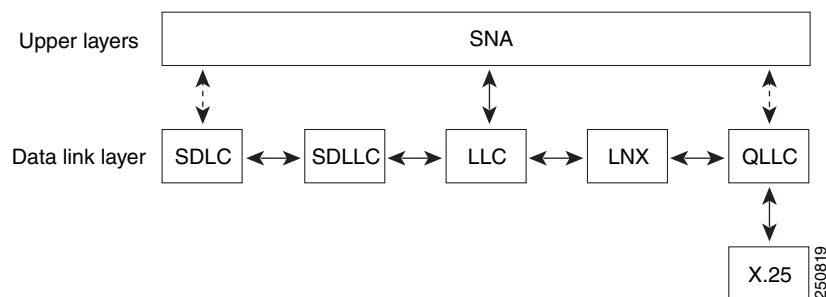 Upper layers
SNA
Data link layer
SDLC
SDLLC
LLC
LNX
QLLC
X.25
250819